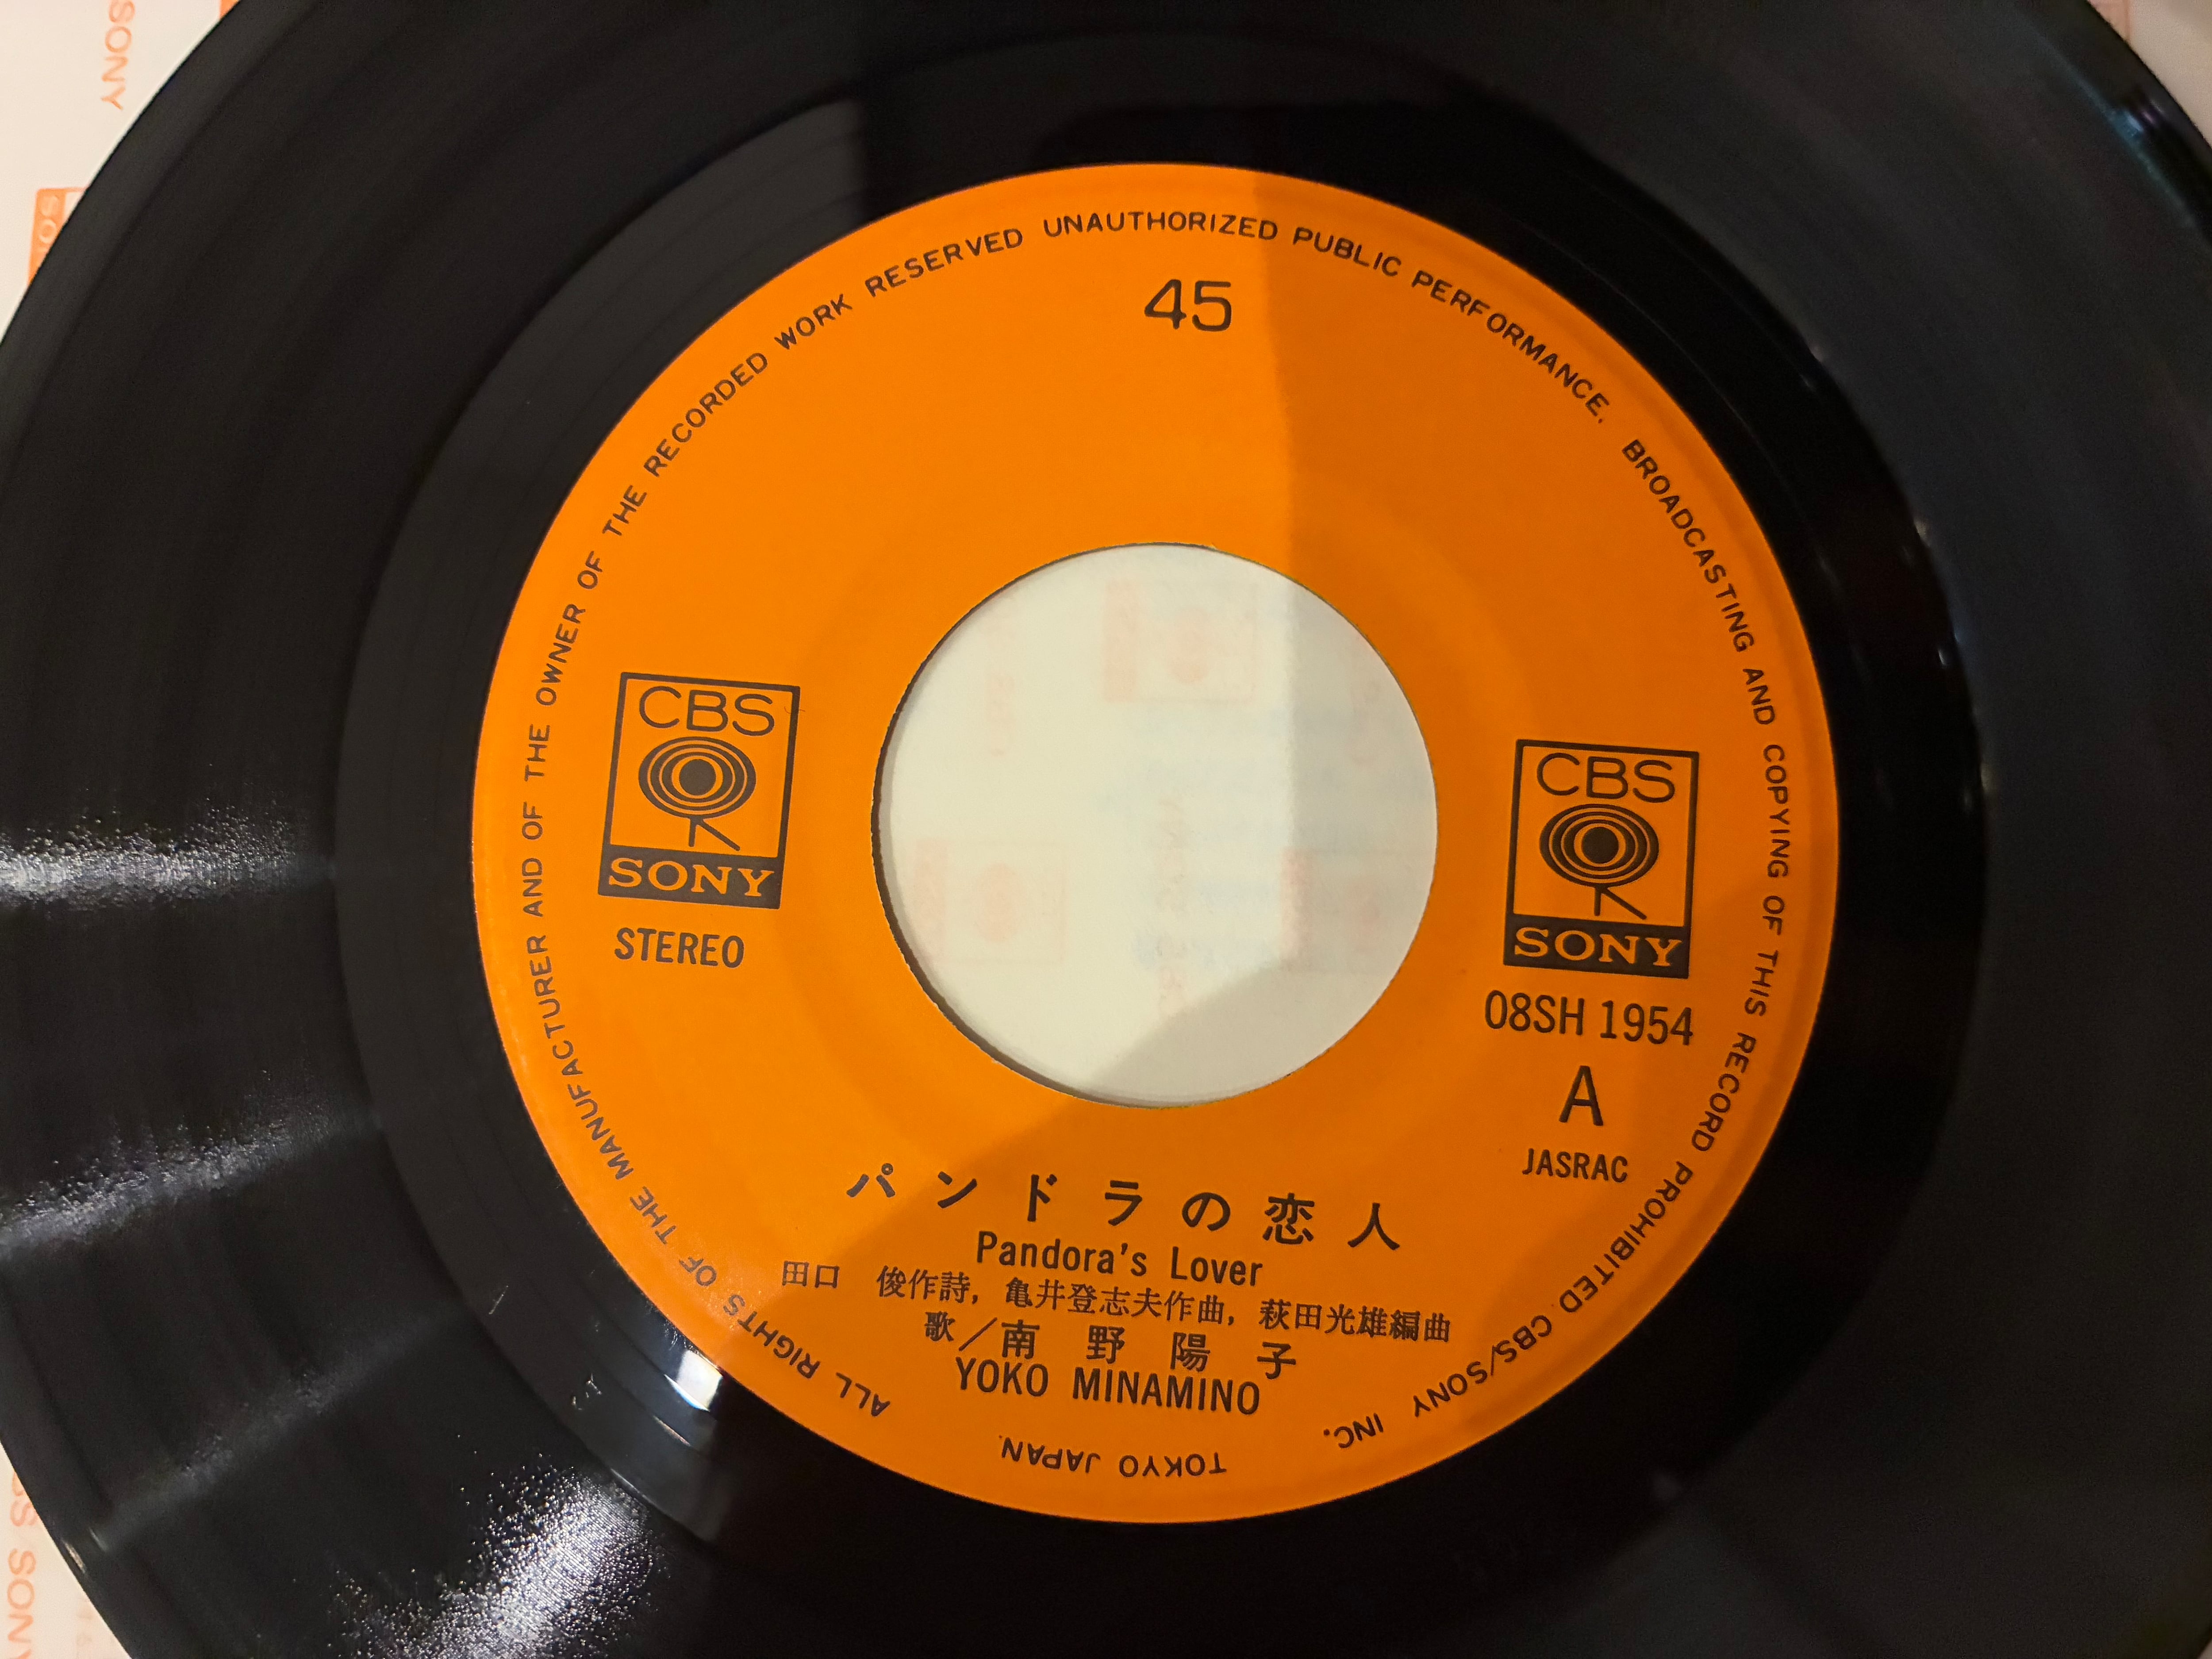 ALL RIGHTS OF THE MANUFACTURER AND OF THE OWNER OF THE RECORDED WORK RESERVED UNAUTHORIZED PUBLIC PERFORMANCE, BROADCASTING AND COPYING OF THIS RECORD PROHIBITED CBS/SONY INC.
TOKYO JAPAN.
45
CBS
SONY
STEREO
CBS
SONY
08SH 1954
A
JASRAC
パンドラの恋人
Pandora's Lover
田口 俊作詩, 亀井登志夫作曲, 萩田光雄編曲
歌/南野陽子
YOKO MINAMINO
SONY
SONY